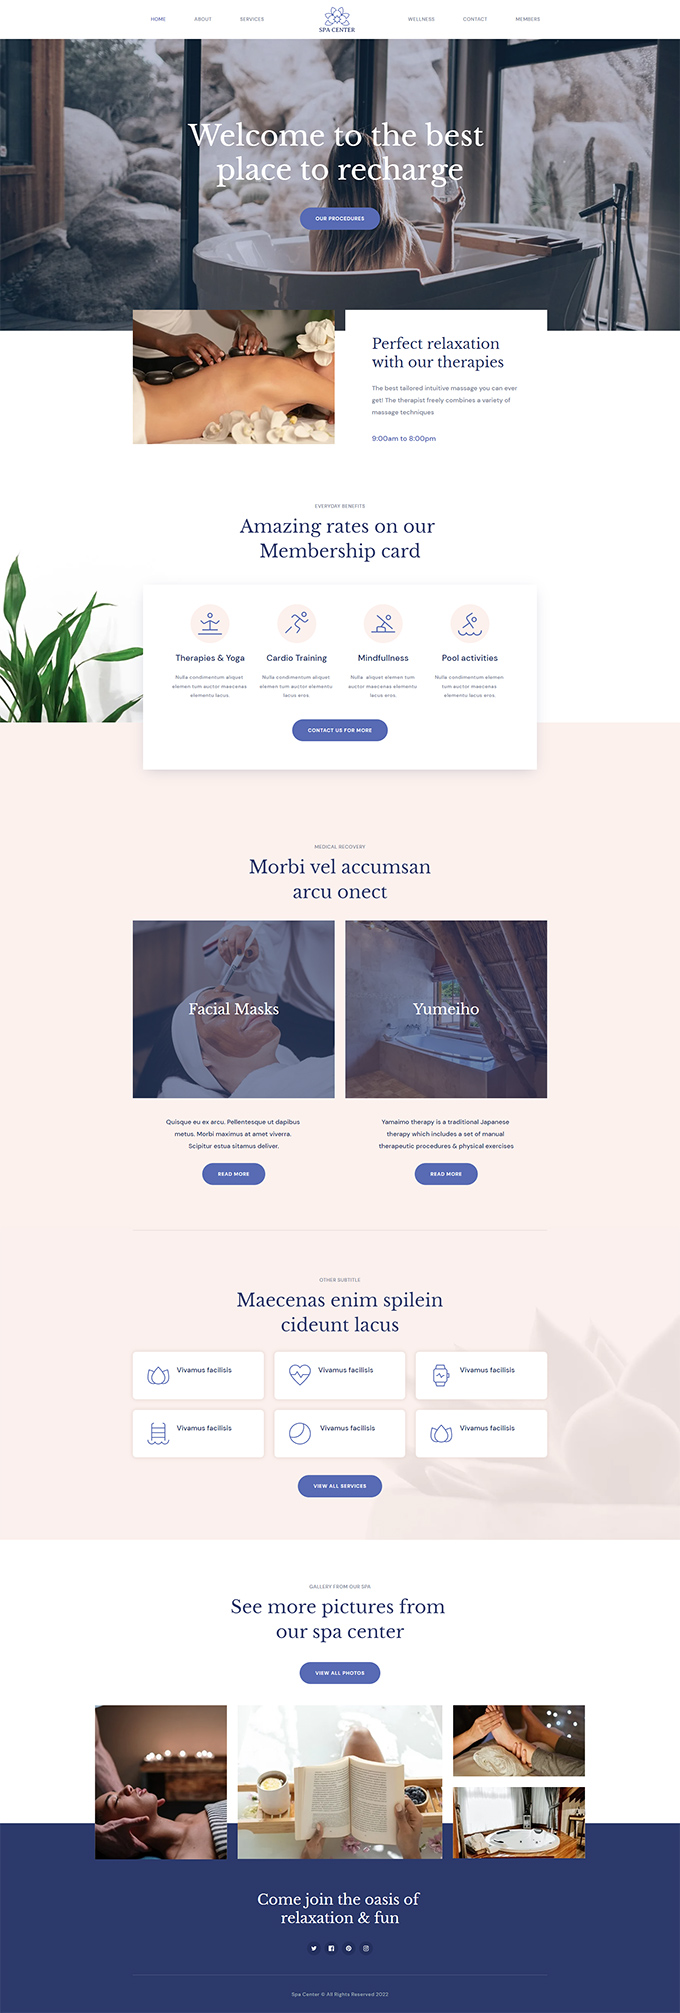 HOME ABOUT SERVICES SPA CENTER WELLNESS CONTACT MEMBERS
Welcome to the best
place to recharge
OUR PROCEDURES
Perfect relaxation
with our therapies
The best tailored intuitive massage you can ever
get! The therapist freely combines a variety of
massage techniques
9:00am to 8:00pm
EVERYDAY BENEFITS
Amazing rates on our
Membership card
Therapies & Yoga
Nulla condimentum aliquet
elemen tum auctor maecenas
elementu lacus.
Cardio Training
Nulla condimentum aliquet
elemen tum auctor elementu
lacus eros.
Mindfullness
Nulla aliquet elemen tum
auctor maecenas elementu
lacus eros.
Pool activities
Nulla condimentum elemen
tum auctor maecenas
elementu lacus eros.
CONTACT US FOR MORE
MEDICAL RECOVERY
Morbi vel accumsan
arcu onect
Facial Masks
Quisque eu ex arcu. Pellentesque ut dapibus
metus. Morbi maximus at amet viverra.
Scipitur estua sitamus deliver.
READ MORE
Yumeiho
Yamaimo therapy is a traditional Japanese
therapy which includes a set of manual
therapeutic procedures & physical exercises
READ MORE
OTHER SUBTITLE
Maecenas enim spilein
cideunt lacus
Vivamus facilisis
Vivamus facilisis
Vivamus facilisis
Vivamus facilisis
Vivamus facilisis
Vivamus facilisis
VIEW ALL SERVICES
GALLERY FROM OUR SPA
See more pictures from
our spa center
VIEW ALL PHOTOS
Come join the oasis of
relaxation & fun
Spa Center © All Rights Reserved 2022